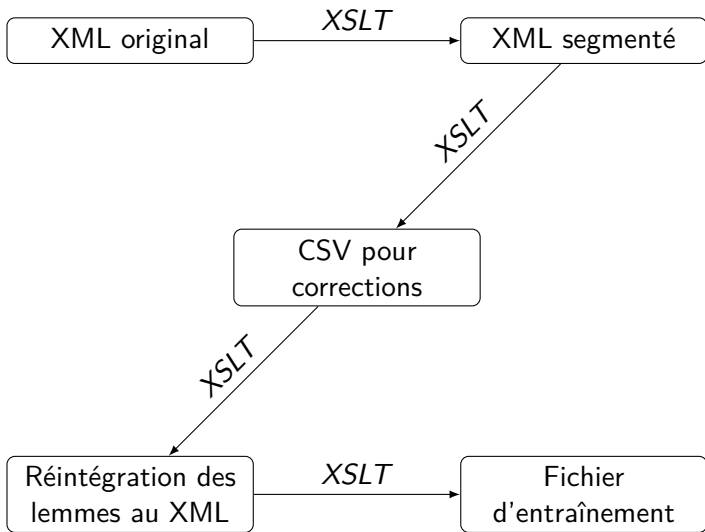 XML original
XSLT
XML segmenté
XSLT
CSV pour
corrections
XSLT
Réintégration des
lemmes au XML
XSLT
Fichier
d'entraînement